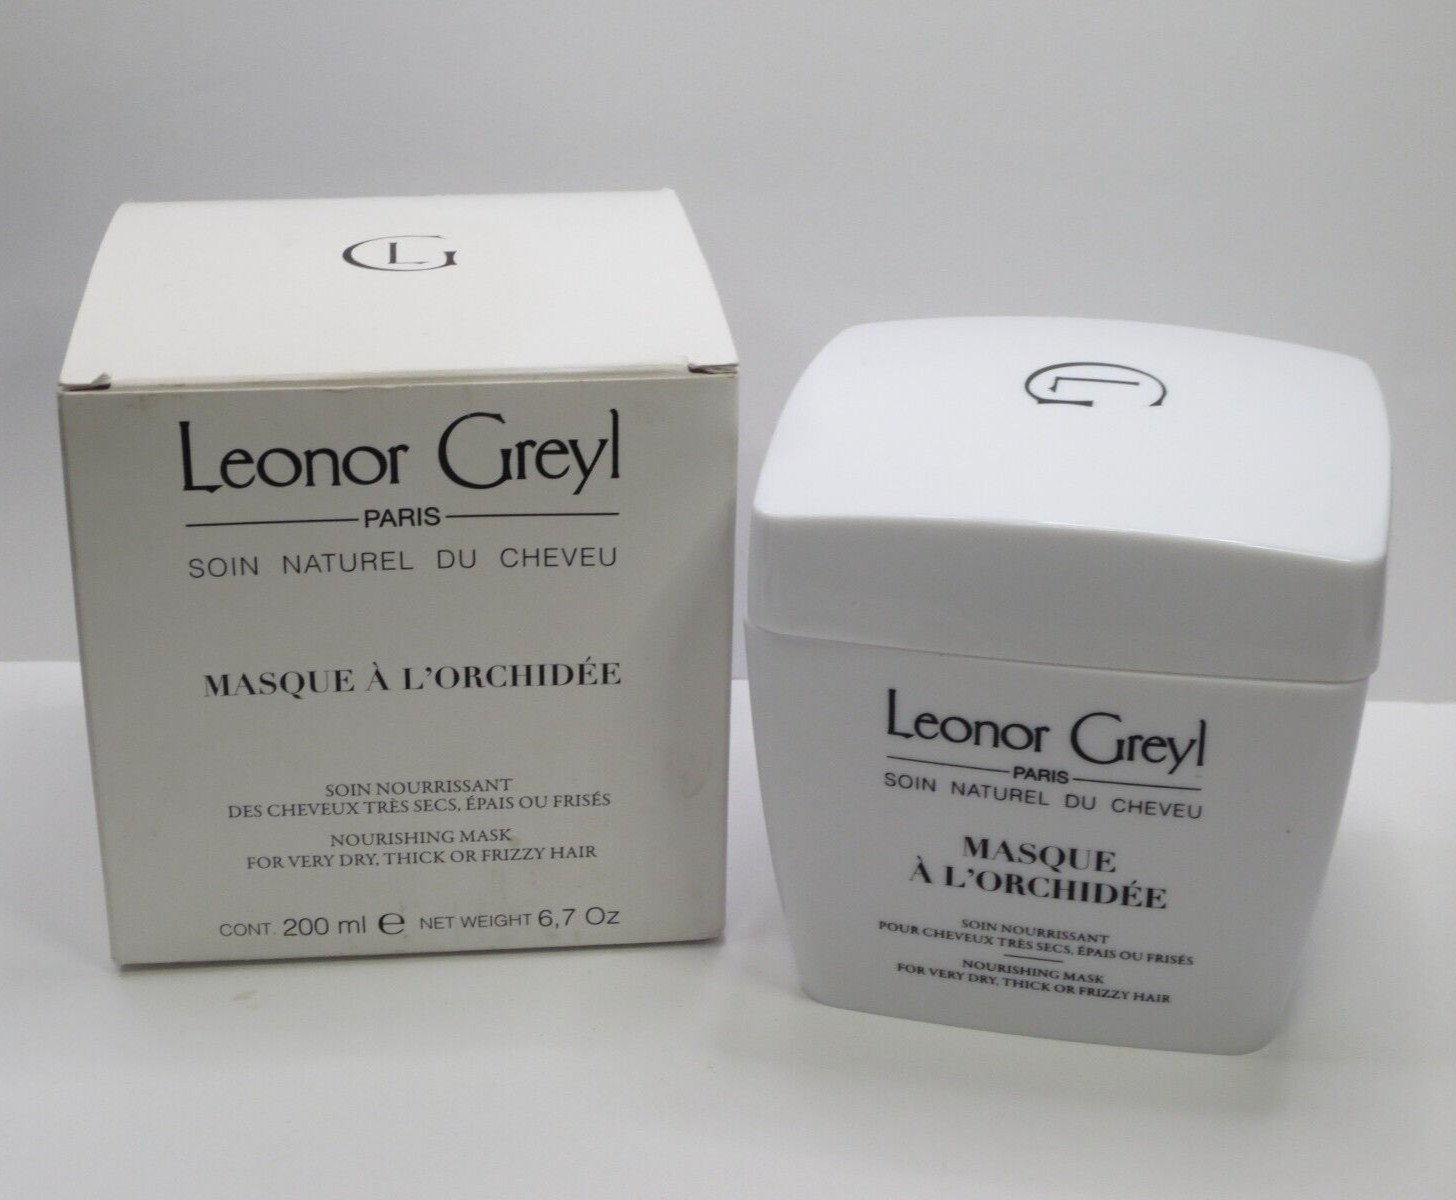 LG
Leonor Greyl
PARIS
SOIN NATUREL DU CHEVEU
MASQUE À L'ORCHIDÉE
SOIN NOURRISSANT
DES CHEVEUX TRÈS SECS, ÉPAIS OU FRISÉS
NOURISHING MASK
FOR VERY DRY, THICK OR FRIZZY HAIR
CONT. 200 ml e NET WEIGHT 6,7 Oz
LG
Leonor Greyl
PARIS
SOIN NATUREL DU CHEVEU
MASQUE
À L'ORCHIDÉE
SOIN NOURRISSANT
POUR CHEVEUX TRÈS SECS, ÉPAIS OU FRISÉS
NOURISHING MASK
FOR VERY DRY, THICK OR FRIZZY HAIR